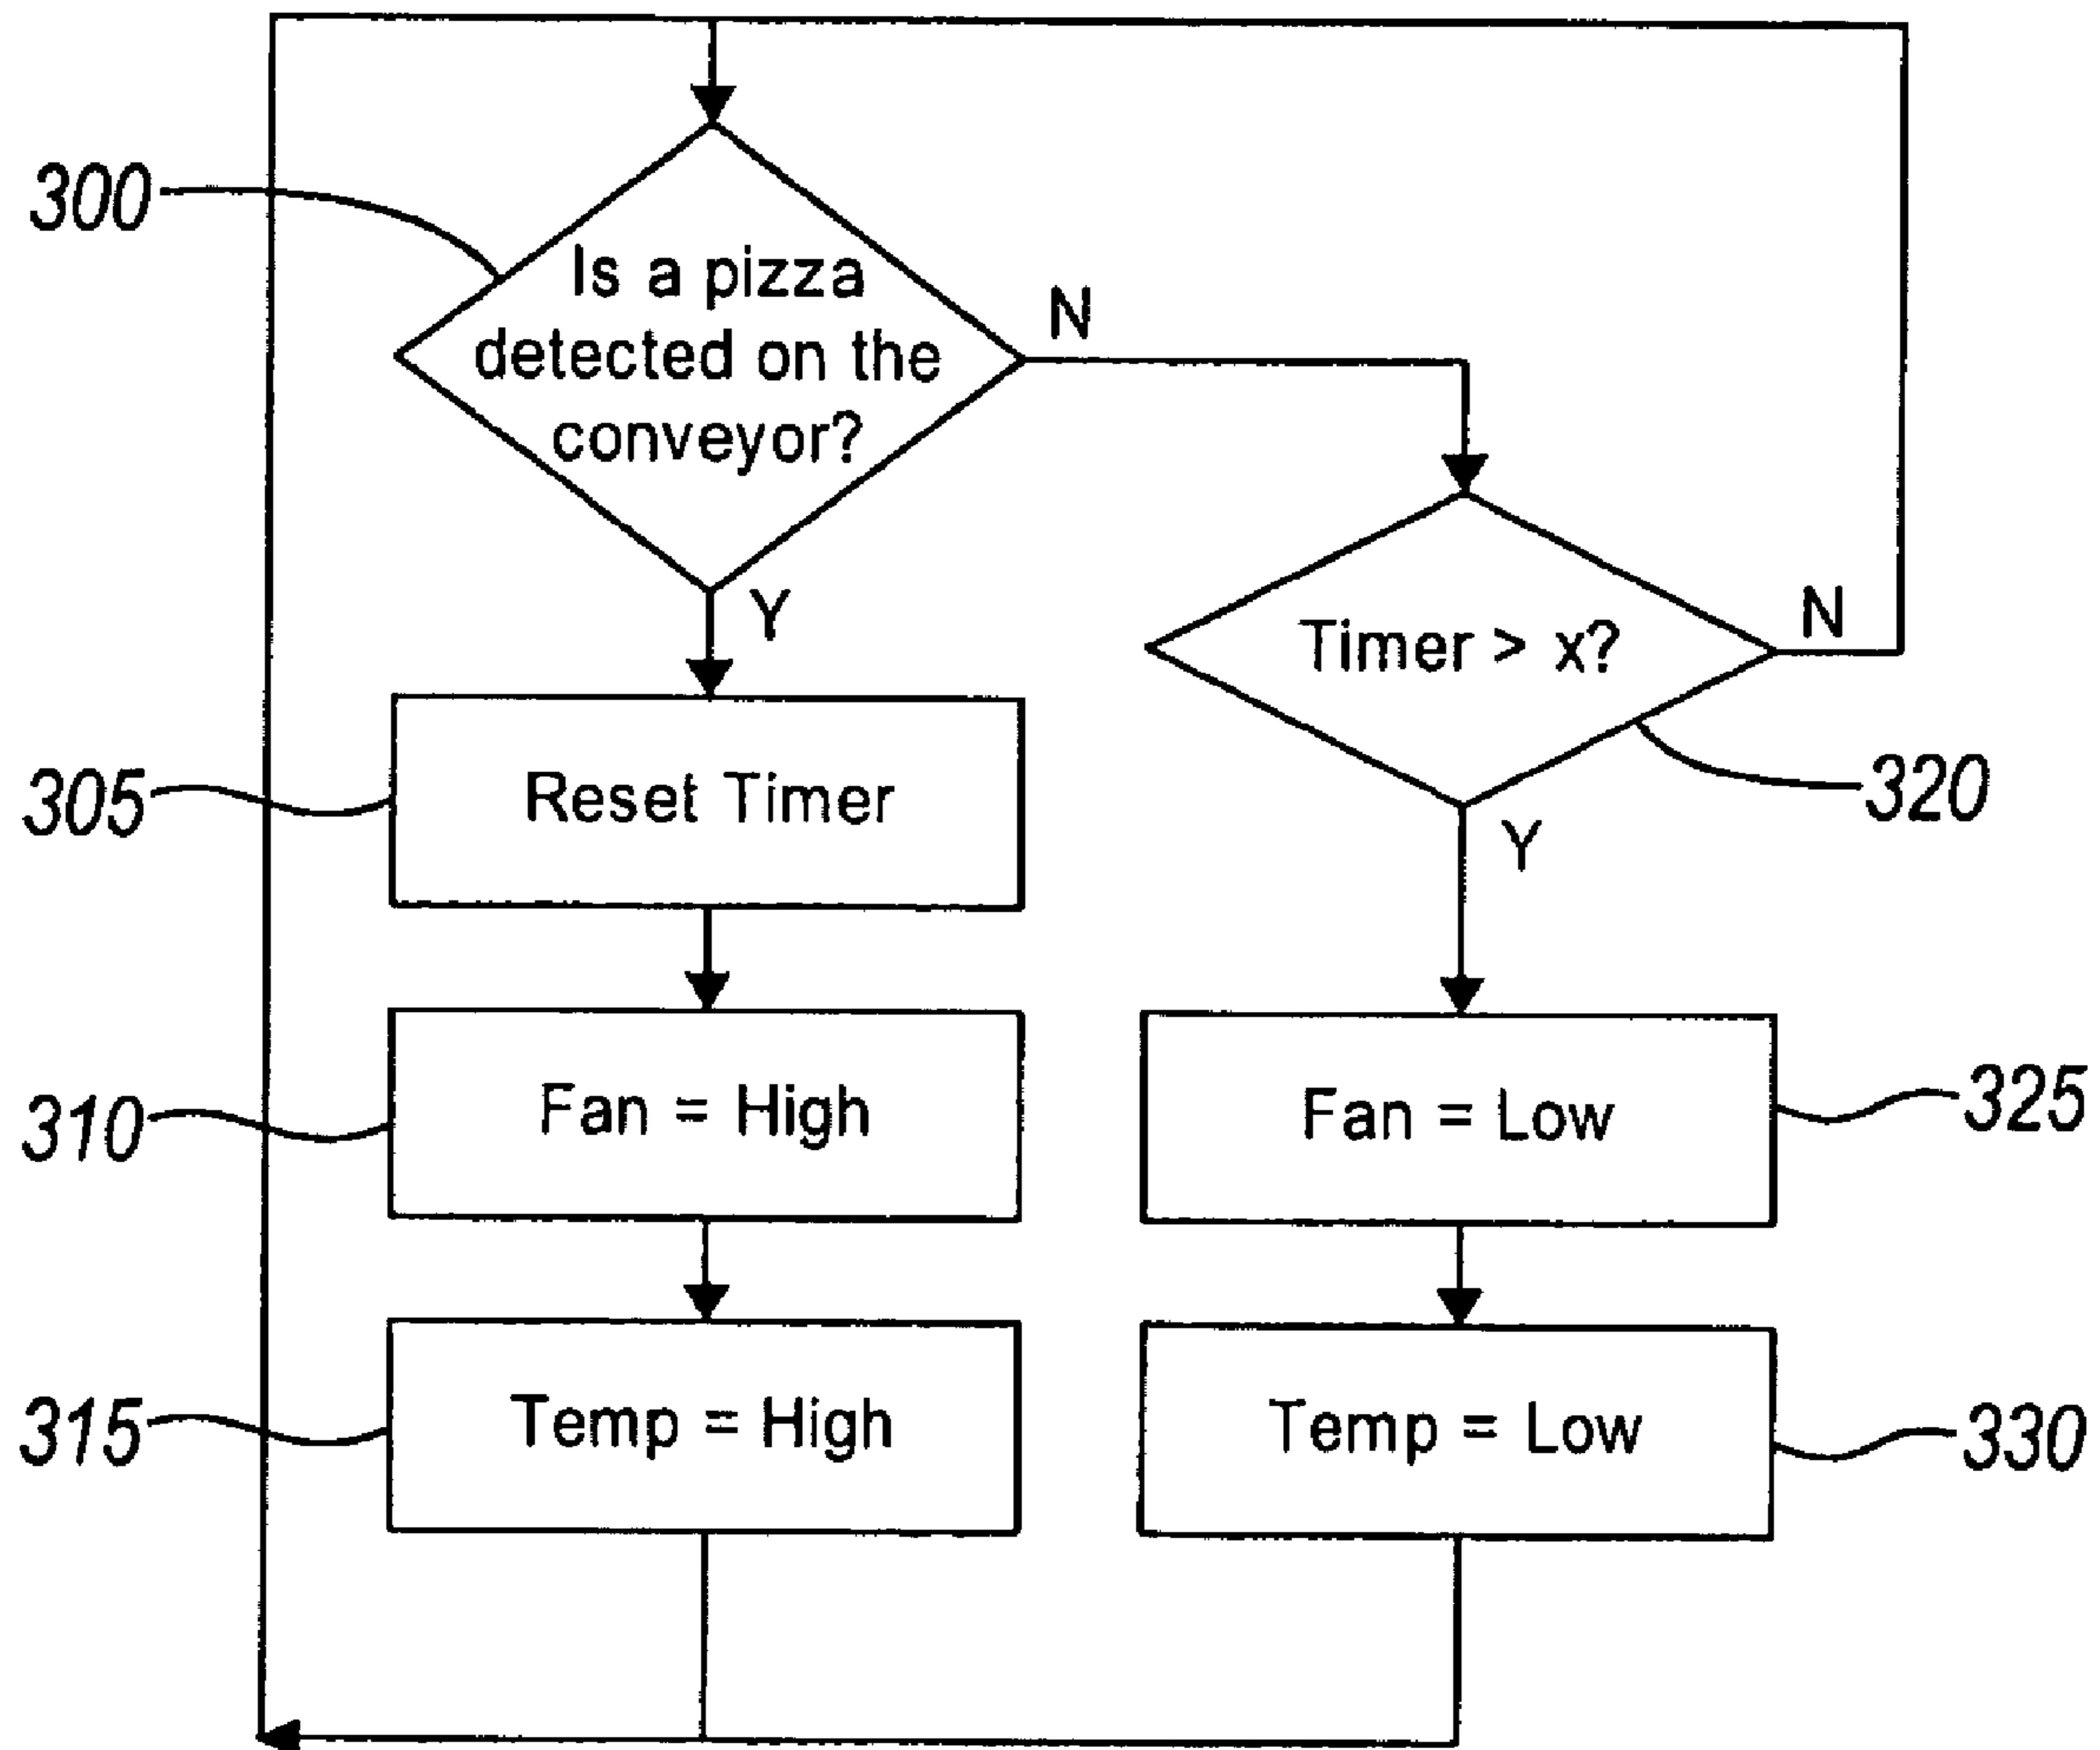 300
Is a pizza
detected on the
conveyor?
N
Y
Timer > x?
N
320
Y
305
Reset Timer
310
Fan = High
Fan = Low
325
315
Temp = High
Temp = Low
330